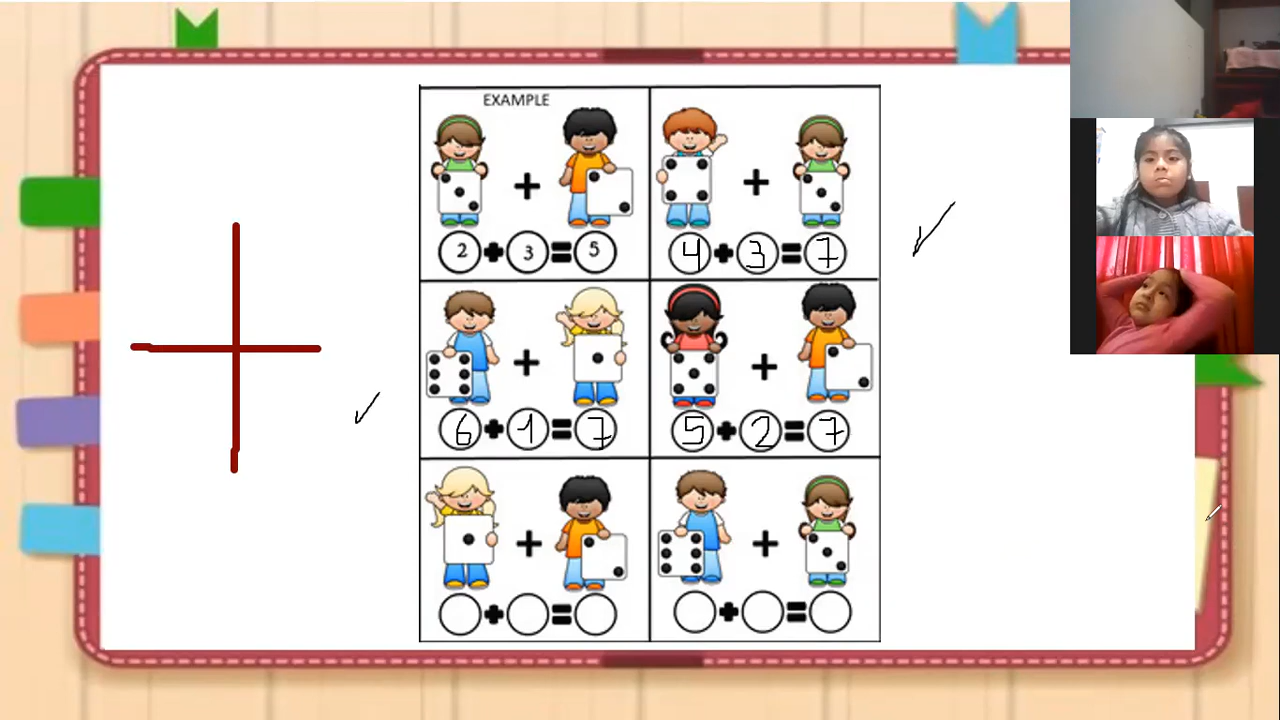 EXAMPLE
2 + 3 = 5
4 + 3 = 7
6 + 1 = 7
5 + 2 = 7
+ =
+ =